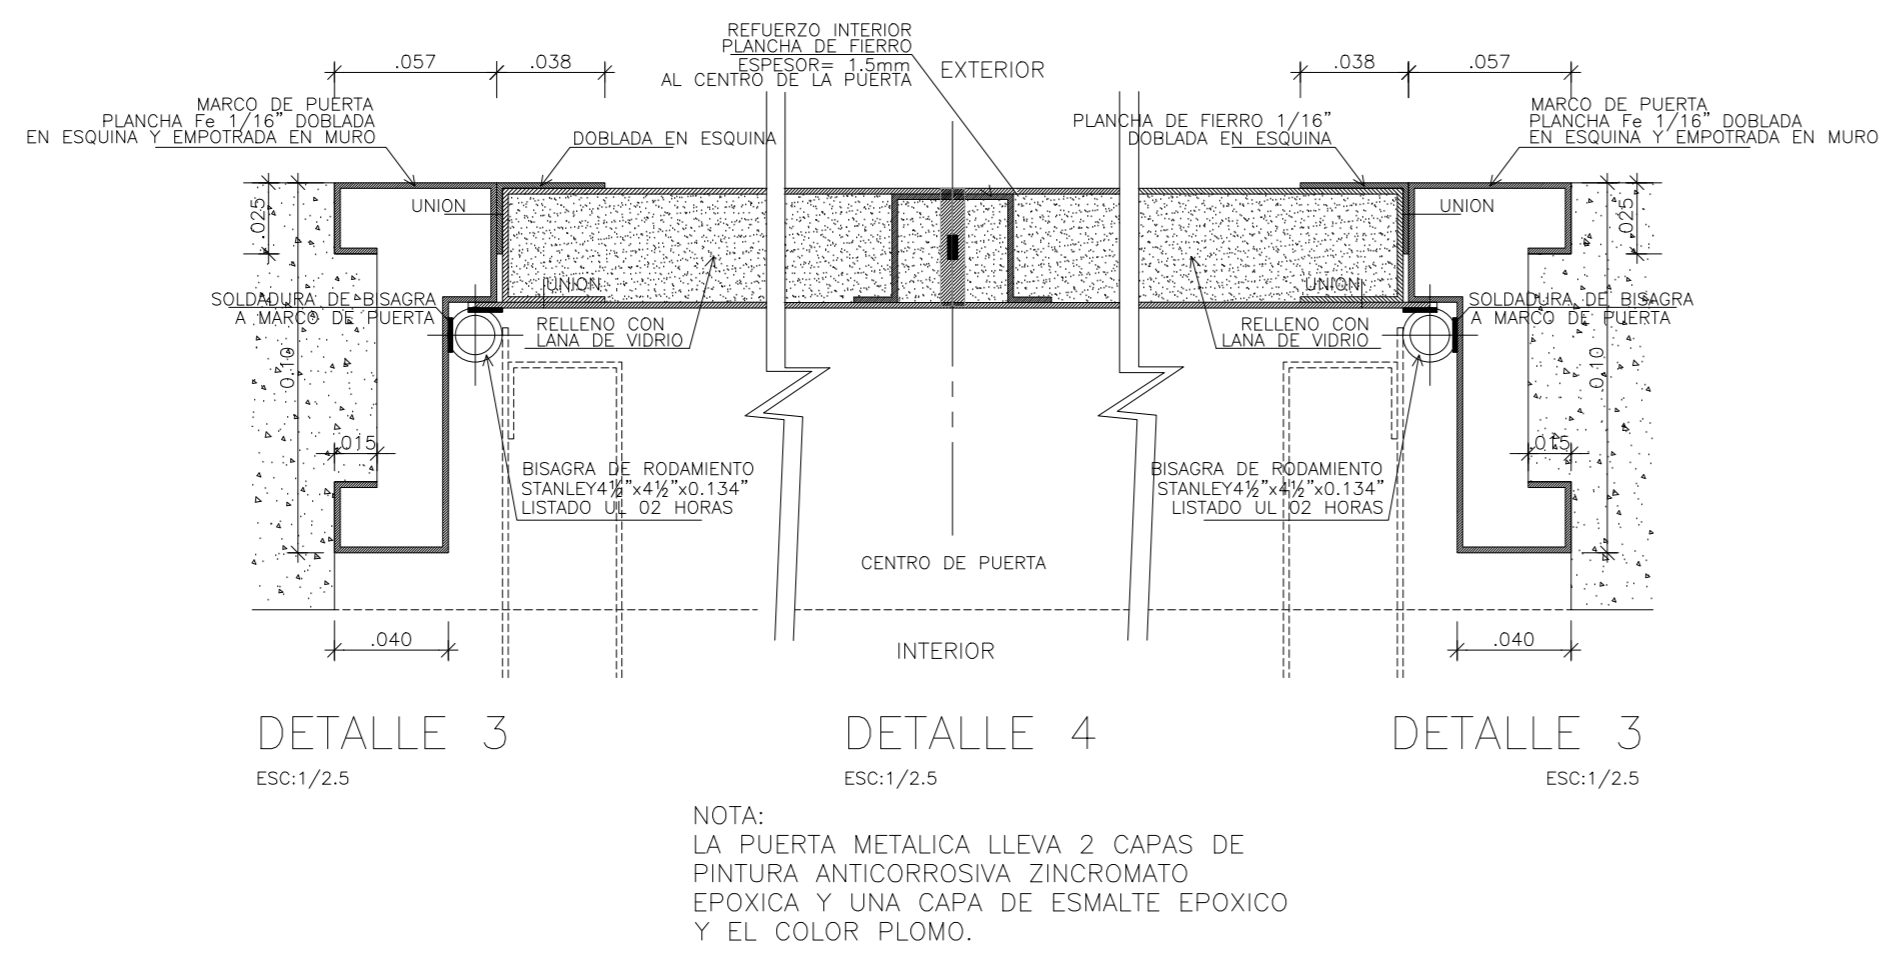 REFUERZO INTERIOR
PLANCHA DE FIERRO
ESPESOR= 1.5mm
AL CENTRO DE LA PUERTA
EXTERIOR
.057
.038
.038
.057
MARCO DE PUERTA
PLANCHA Fe 1/16" DOBLADA
EN ESQUINA Y EMPOTRADA EN MURO
DOBLADA EN ESQUINA
PLANCHA DE FIERRO 1/16"
DOBLADA EN ESQUINA
MARCO DE PUERTA
PLANCHA Fe 1/16" DOBLADA
EN ESQUINA Y EMPOTRADA EN MURO
.025
UNION
UNION
.025
UNION
UNION
SOLDADURA DE BISAGRA
A MARCO DE PUERTA
RELLENO CON
LANA DE VIDRIO
RELLENO CON
LANA DE VIDRIO
SOLDADURA DE BISAGRA
A MARCO DE PUERTA
0.10
0.10
.015
.015
BISAGRA DE RODAMIENTO
STANLEY4½"x4½"x0.134"
LISTADO UL 02 HORAS
BISAGRA DE RODAMIENTO
STANLEY4½"x4½"x0.134"
LISTADO UL 02 HORAS
CENTRO DE PUERTA
.040
INTERIOR
.040
DETALLE 3
ESC:1/2.5
DETALLE 4
ESC:1/2.5
DETALLE 3
ESC:1/2.5
NOTA:
LA PUERTA METALICA LLEVA 2 CAPAS DE
PINTURA ANTICORROSIVA ZINCROMATO
EPOXICA Y UNA CAPA DE ESMALTE EPOXICO
Y EL COLOR PLOMO.